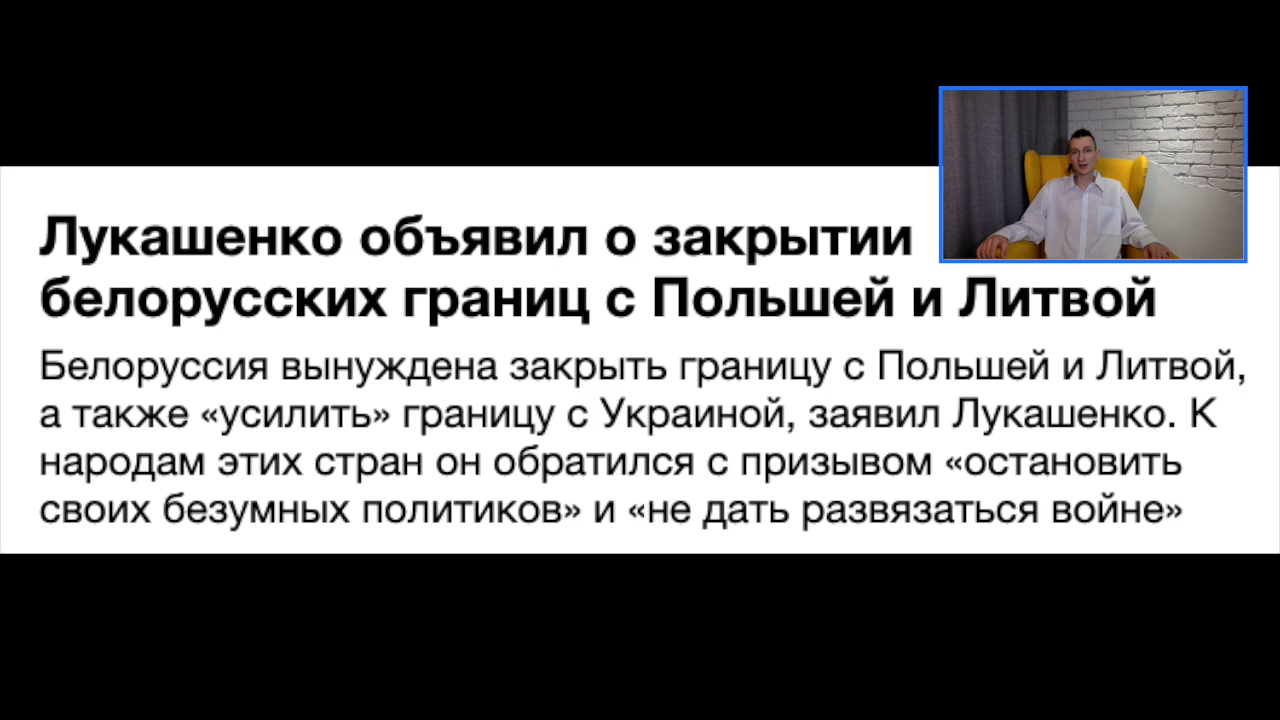 Лукашенко объявил о закрытии
белорусских границ с Польшей и Литвой
Белоруссия вынуждена закрыть границу с Польшей и Литвой,
а также «усилить» границу с Украиной, заявил Лукашенко. К
народам этих стран он обратился с призывом «остановить
своих безумных политиков» и «не дать развязаться войне»